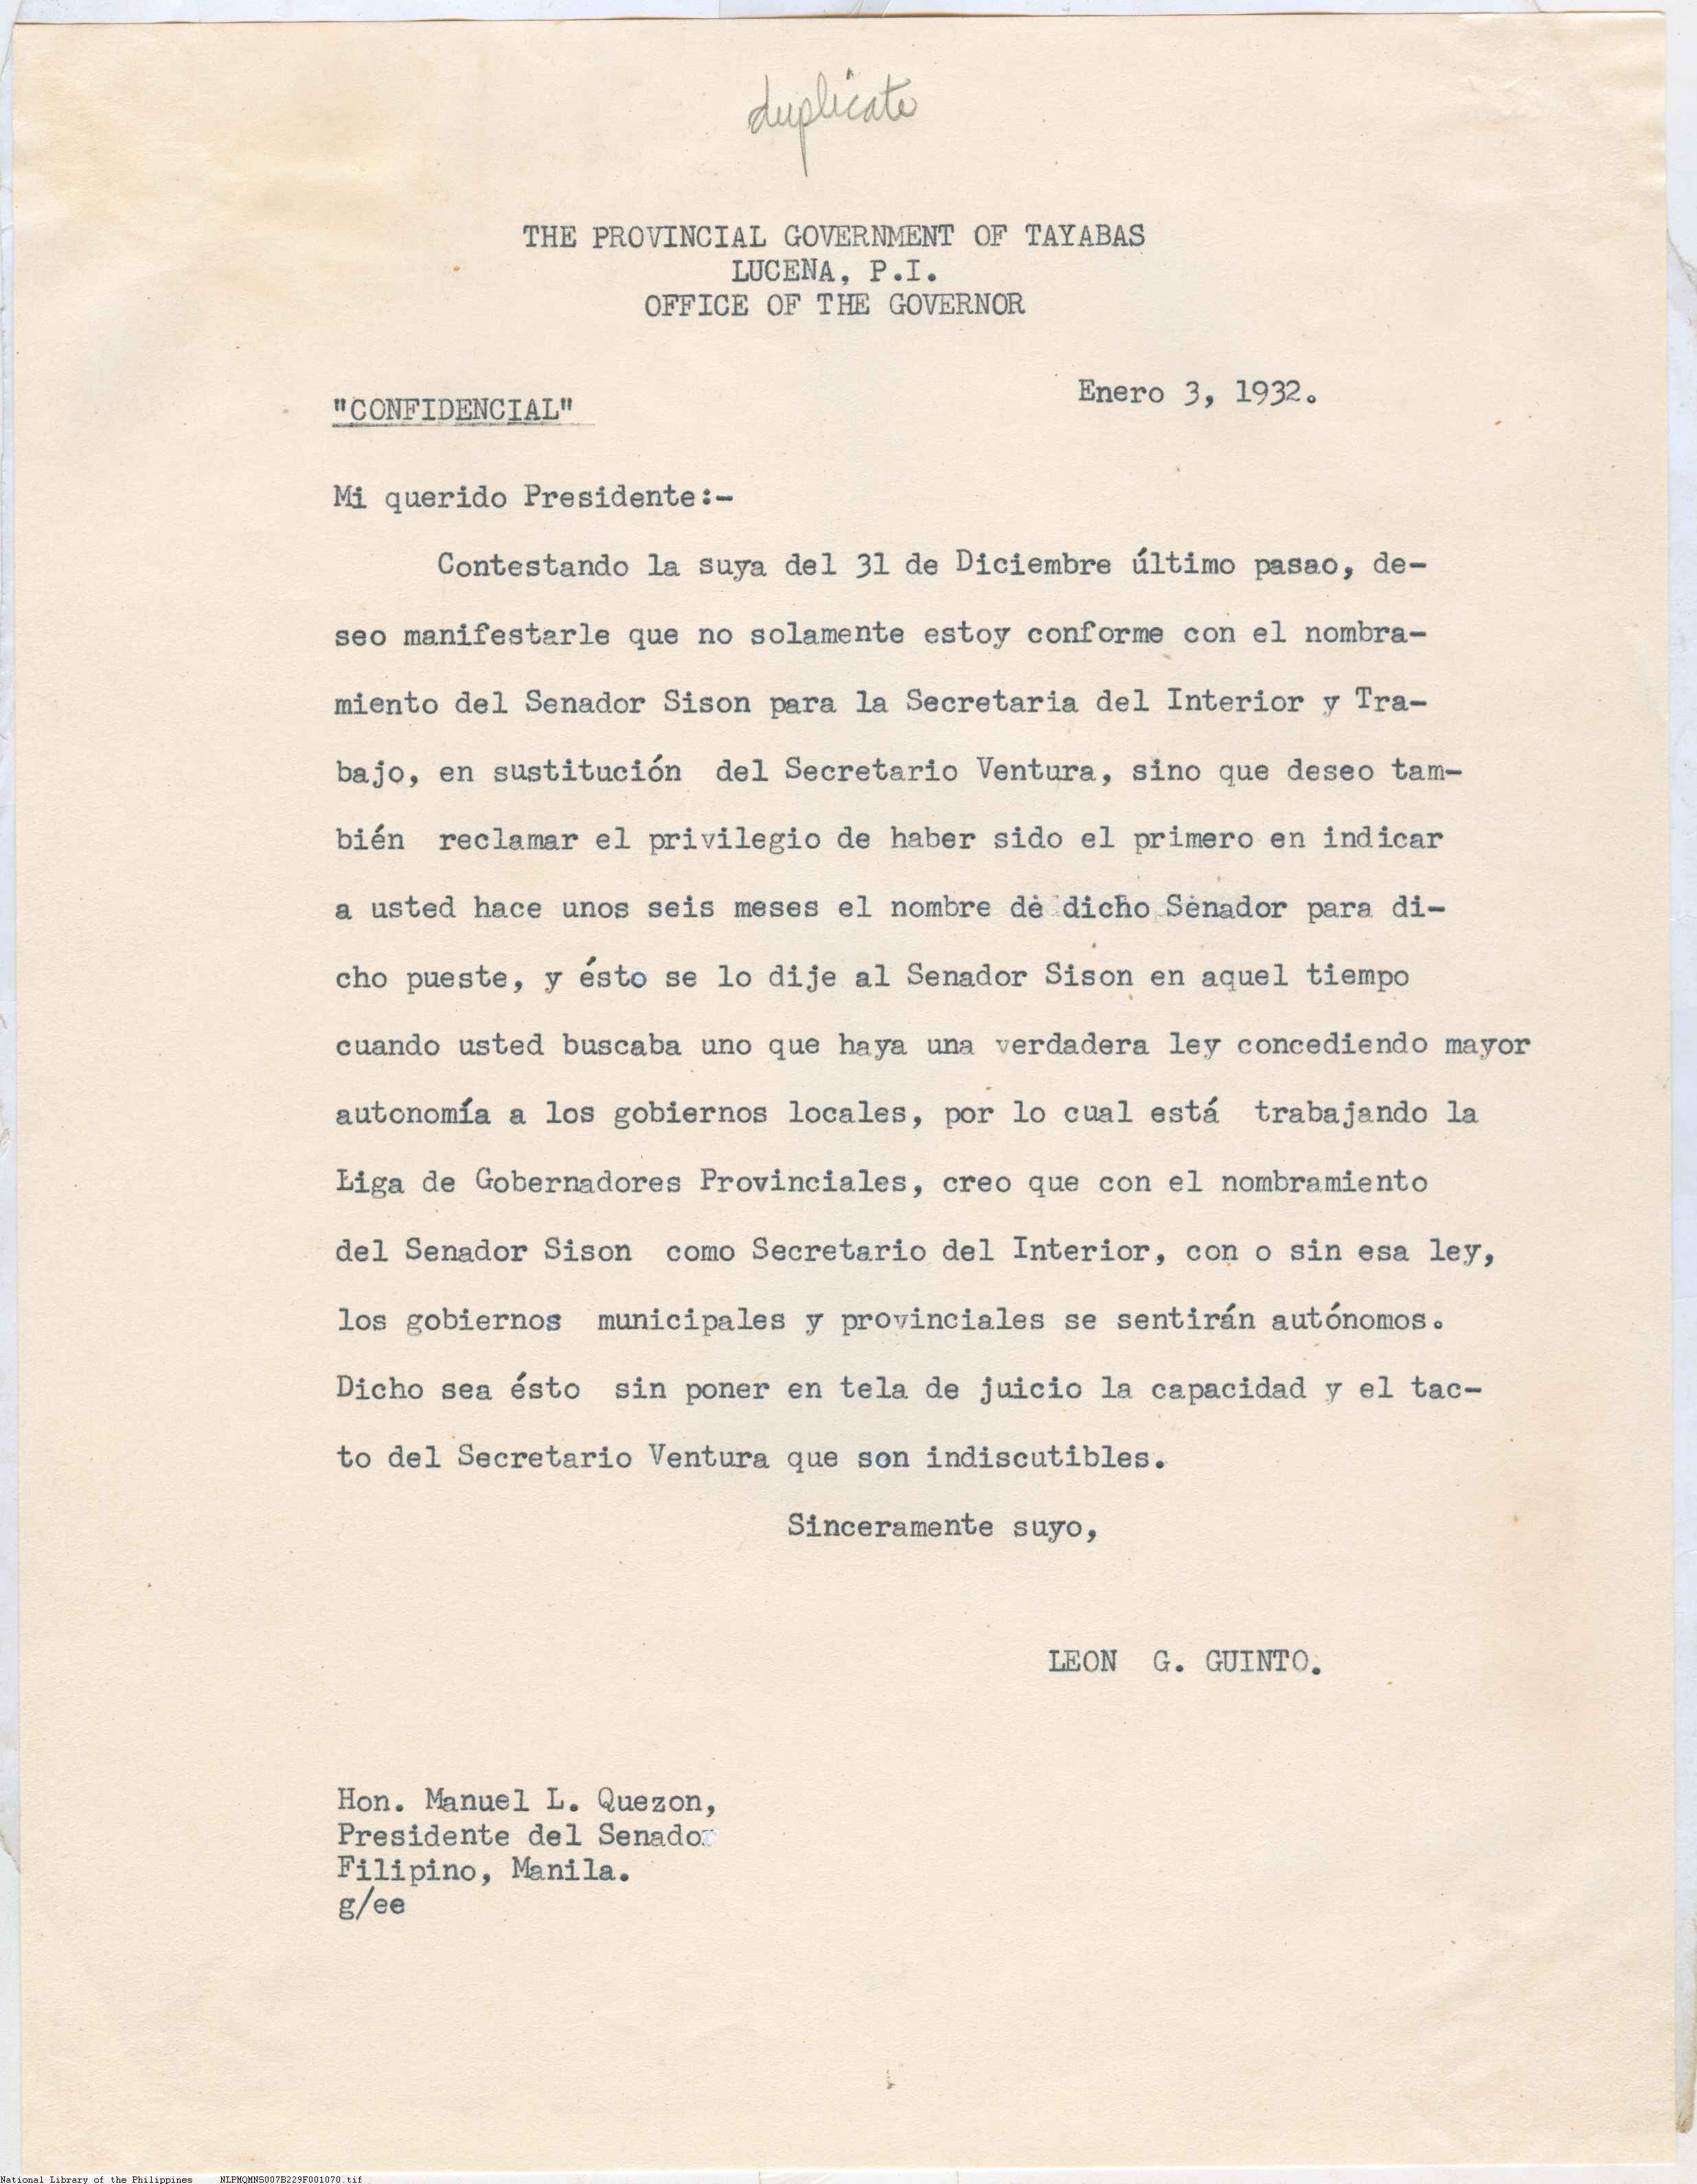 duplicate
THE PROVINCIAL GOVERNMENT OF TAYABAS
LUCENA, P.I.
OFFICE OF THE GOVERNOR
Enero 3, 1932.
"CONFIDENCIAL"
Mi querido Presidente:-
Contestando la suya del 31 de Diciembre último pasao, de-
seo manifestarle que no solamente estoy conforme con el nombra-
miento del Senador Sison para la Secretaria del Interior y Tra-
bajo, en sustitución del Secretario Ventura, sino que deseo tam-
bién reclamar el privilegio de haber sido el primero en indicar
a usted hace unos seis meses el nombre de dicho Senador para di-
cho pueste, y ésto se lo dije al Senador Sison en aquel tiempo
cuando usted buscaba uno que haya una verdadera ley concediendo mayor
autonomía a los gobiernos locales, por lo cual está trabajando la
Liga de Gobernadores Provinciales, creo que con el nombramiento
del Senador Sison como Secretario del Interior, con o sin esa ley,
los gobiernos municipales y provinciales se sentirán autónomos.
Dicho sea ésto sin poner en tela de juicio la capacidad y el tac-
to del Secretario Ventura que son indiscutibles.
Sinceramente suyo,
LEON G. GUINTO.
Hon. Manuel L. Quezon,
Presidente del Senador
Filipino, Manila.
g/ee
National Library of the Philippines NLPMQMNS007B229F001070.tif